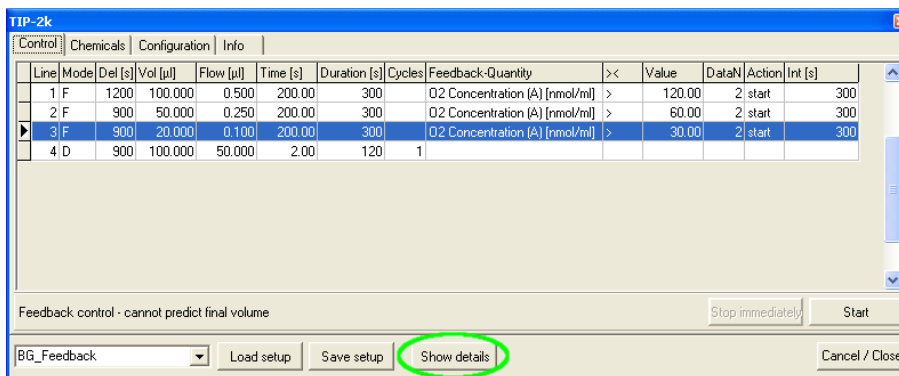 TIP-2k
Control Chemicals Configuration Info
Line Mode Del [s] Vol [µl] Flow [µl] Time [s] Duration [s] Cycles Feedback-Quantity >< Value DataN Action Int [s]
1 F 1200 100.000 0.500 200.00 300 O2 Concentration (A) [nmol/ml] > 120.00 2 start 300
2 F 900 50.000 0.250 200.00 300 O2 Concentration (A) [nmol/ml] > 60.00 2 start 300
3 F 900 20.000 0.100 200.00 300 O2 Concentration (A) [nmol/ml] > 30.00 2 start 300
4 D 900 100.000 50.000 2.00 120 1
Feedback control - cannot predict final volume Stop immediately Start
BG_Feedback Load setup Save setup Show details Cancel / Close